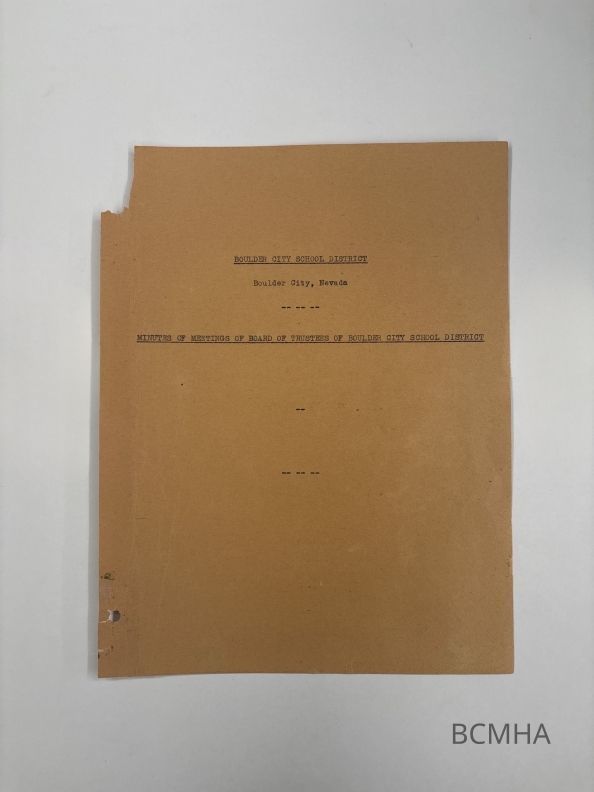 BOULDER CITY SCHOOL DISTRICT
Boulder City, Nevada
-- -- --
MINUTES OF MEETINGS OF BOARD OF TRUSTEES OF BOULDER CITY SCHOOL DISTRICT
--
-- -- --
BCMHA